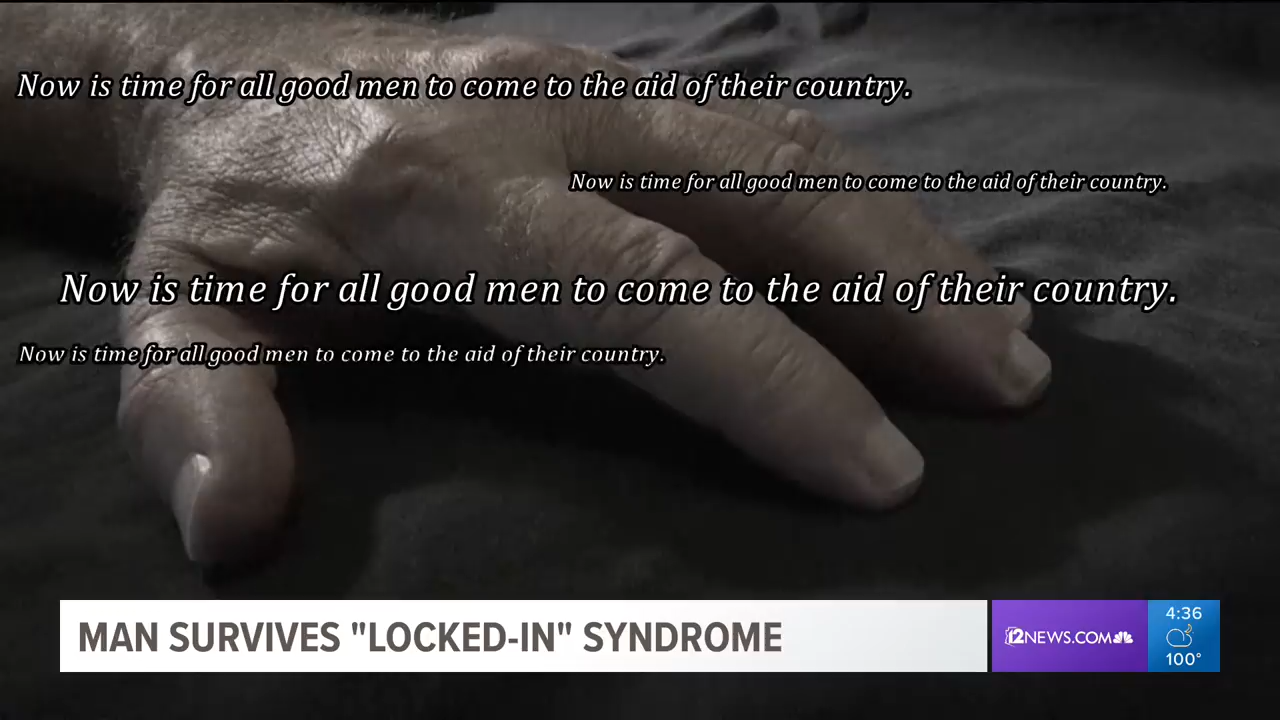 Now is time for all good men to come to the aid of their country.
Now is time for all good men to come to the aid of their country.
Now is time for all good men to come to the aid of their country.
Now is time for all good men to come to the aid of their country.
MAN SURVIVES "LOCKED-IN" SYNDROME
12NEWS.COM
4:36
100°